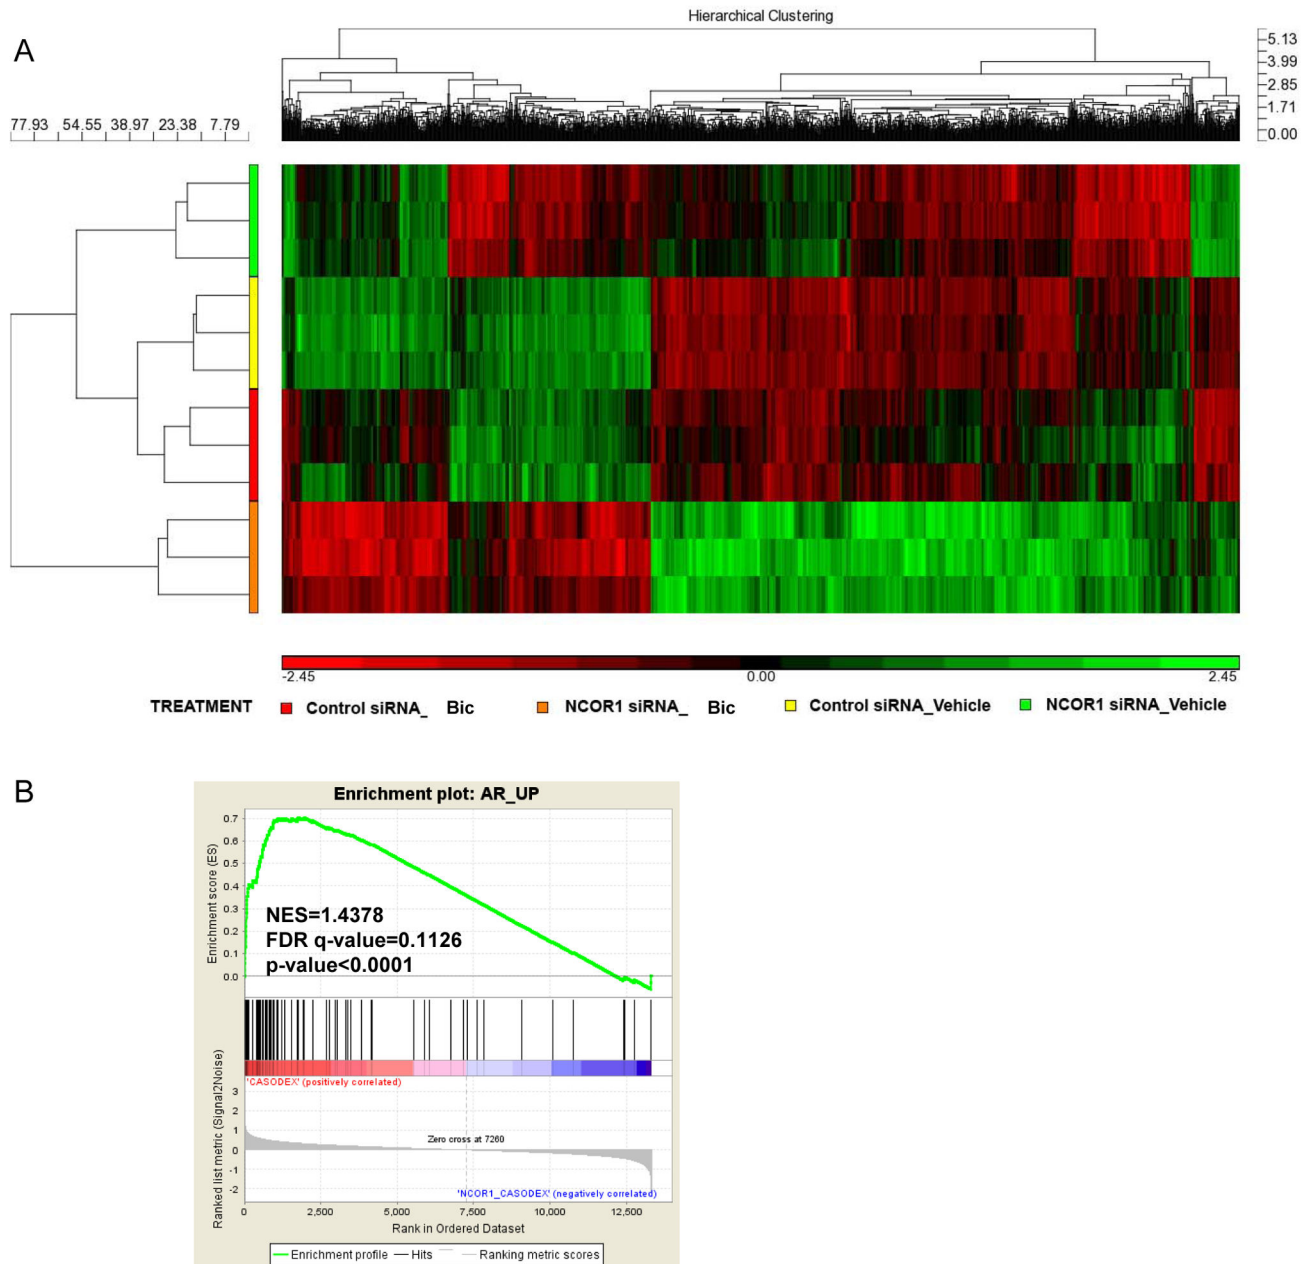 Hierarchical Clustering
A
5.13
3.99
2.85
1.71
0.00
77.93 54.55 38.97 23.38 7.79
-2.45 0.00 2.45
TREATMENT Control siRNA_ Bic NCOR1 siRNA_ Bic Control siRNA_Vehicle NCOR1 siRNA_Vehicle
B
Enrichment plot: AR_UP
Enrichment score (ES)
0.7
0.6
0.5
0.4
0.3
0.2
0.1
0.0
NES=1.4378
FDR q-value=0.1126
p-value<0.0001
'CASODEX' (positively correlated)
Ranked list metric (Signal2Noise)
3
2
1
0
-1
-2
Zero cross at 7260
'NCOR1_CASODEX' (negatively correlated)
0 2,500 5,000 7,500 10,000 12,500
Rank in Ordered Dataset
Enrichment profile Hits Ranking metric scores